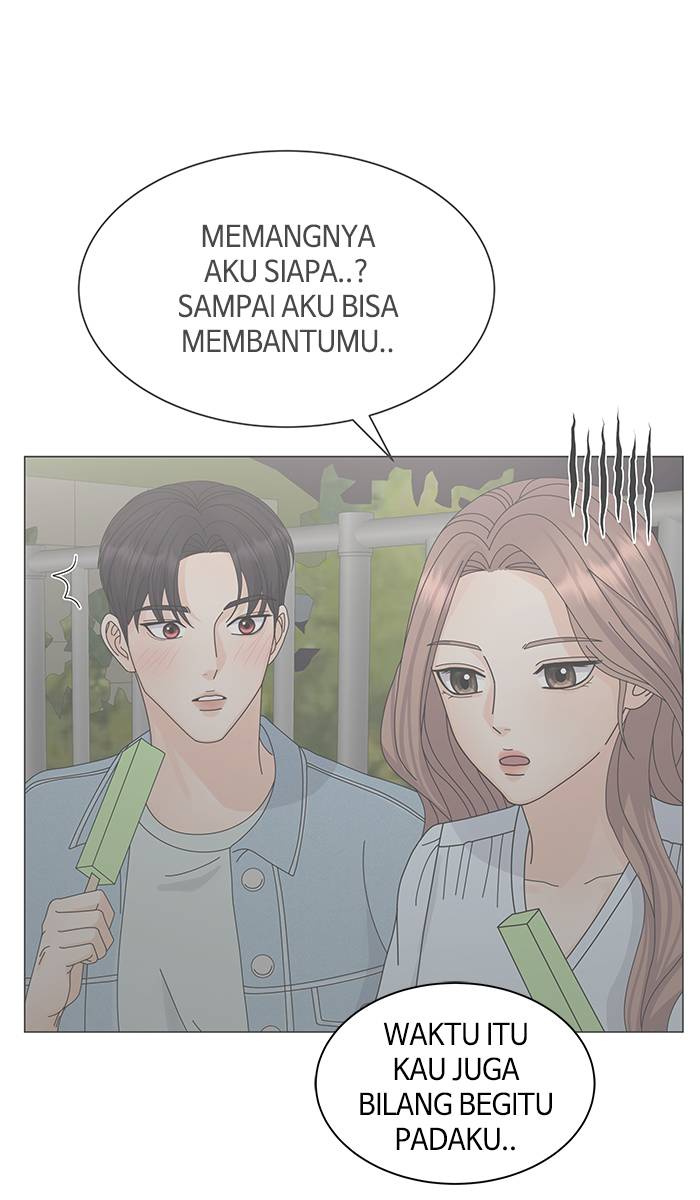 MEMANGNYA
AKU SIAPA..?
SAMPAI AKU BISA
MEMBANTUMU..
WAKTU ITU
KAU JUGA
BILANG BEGITU
PADAKU..